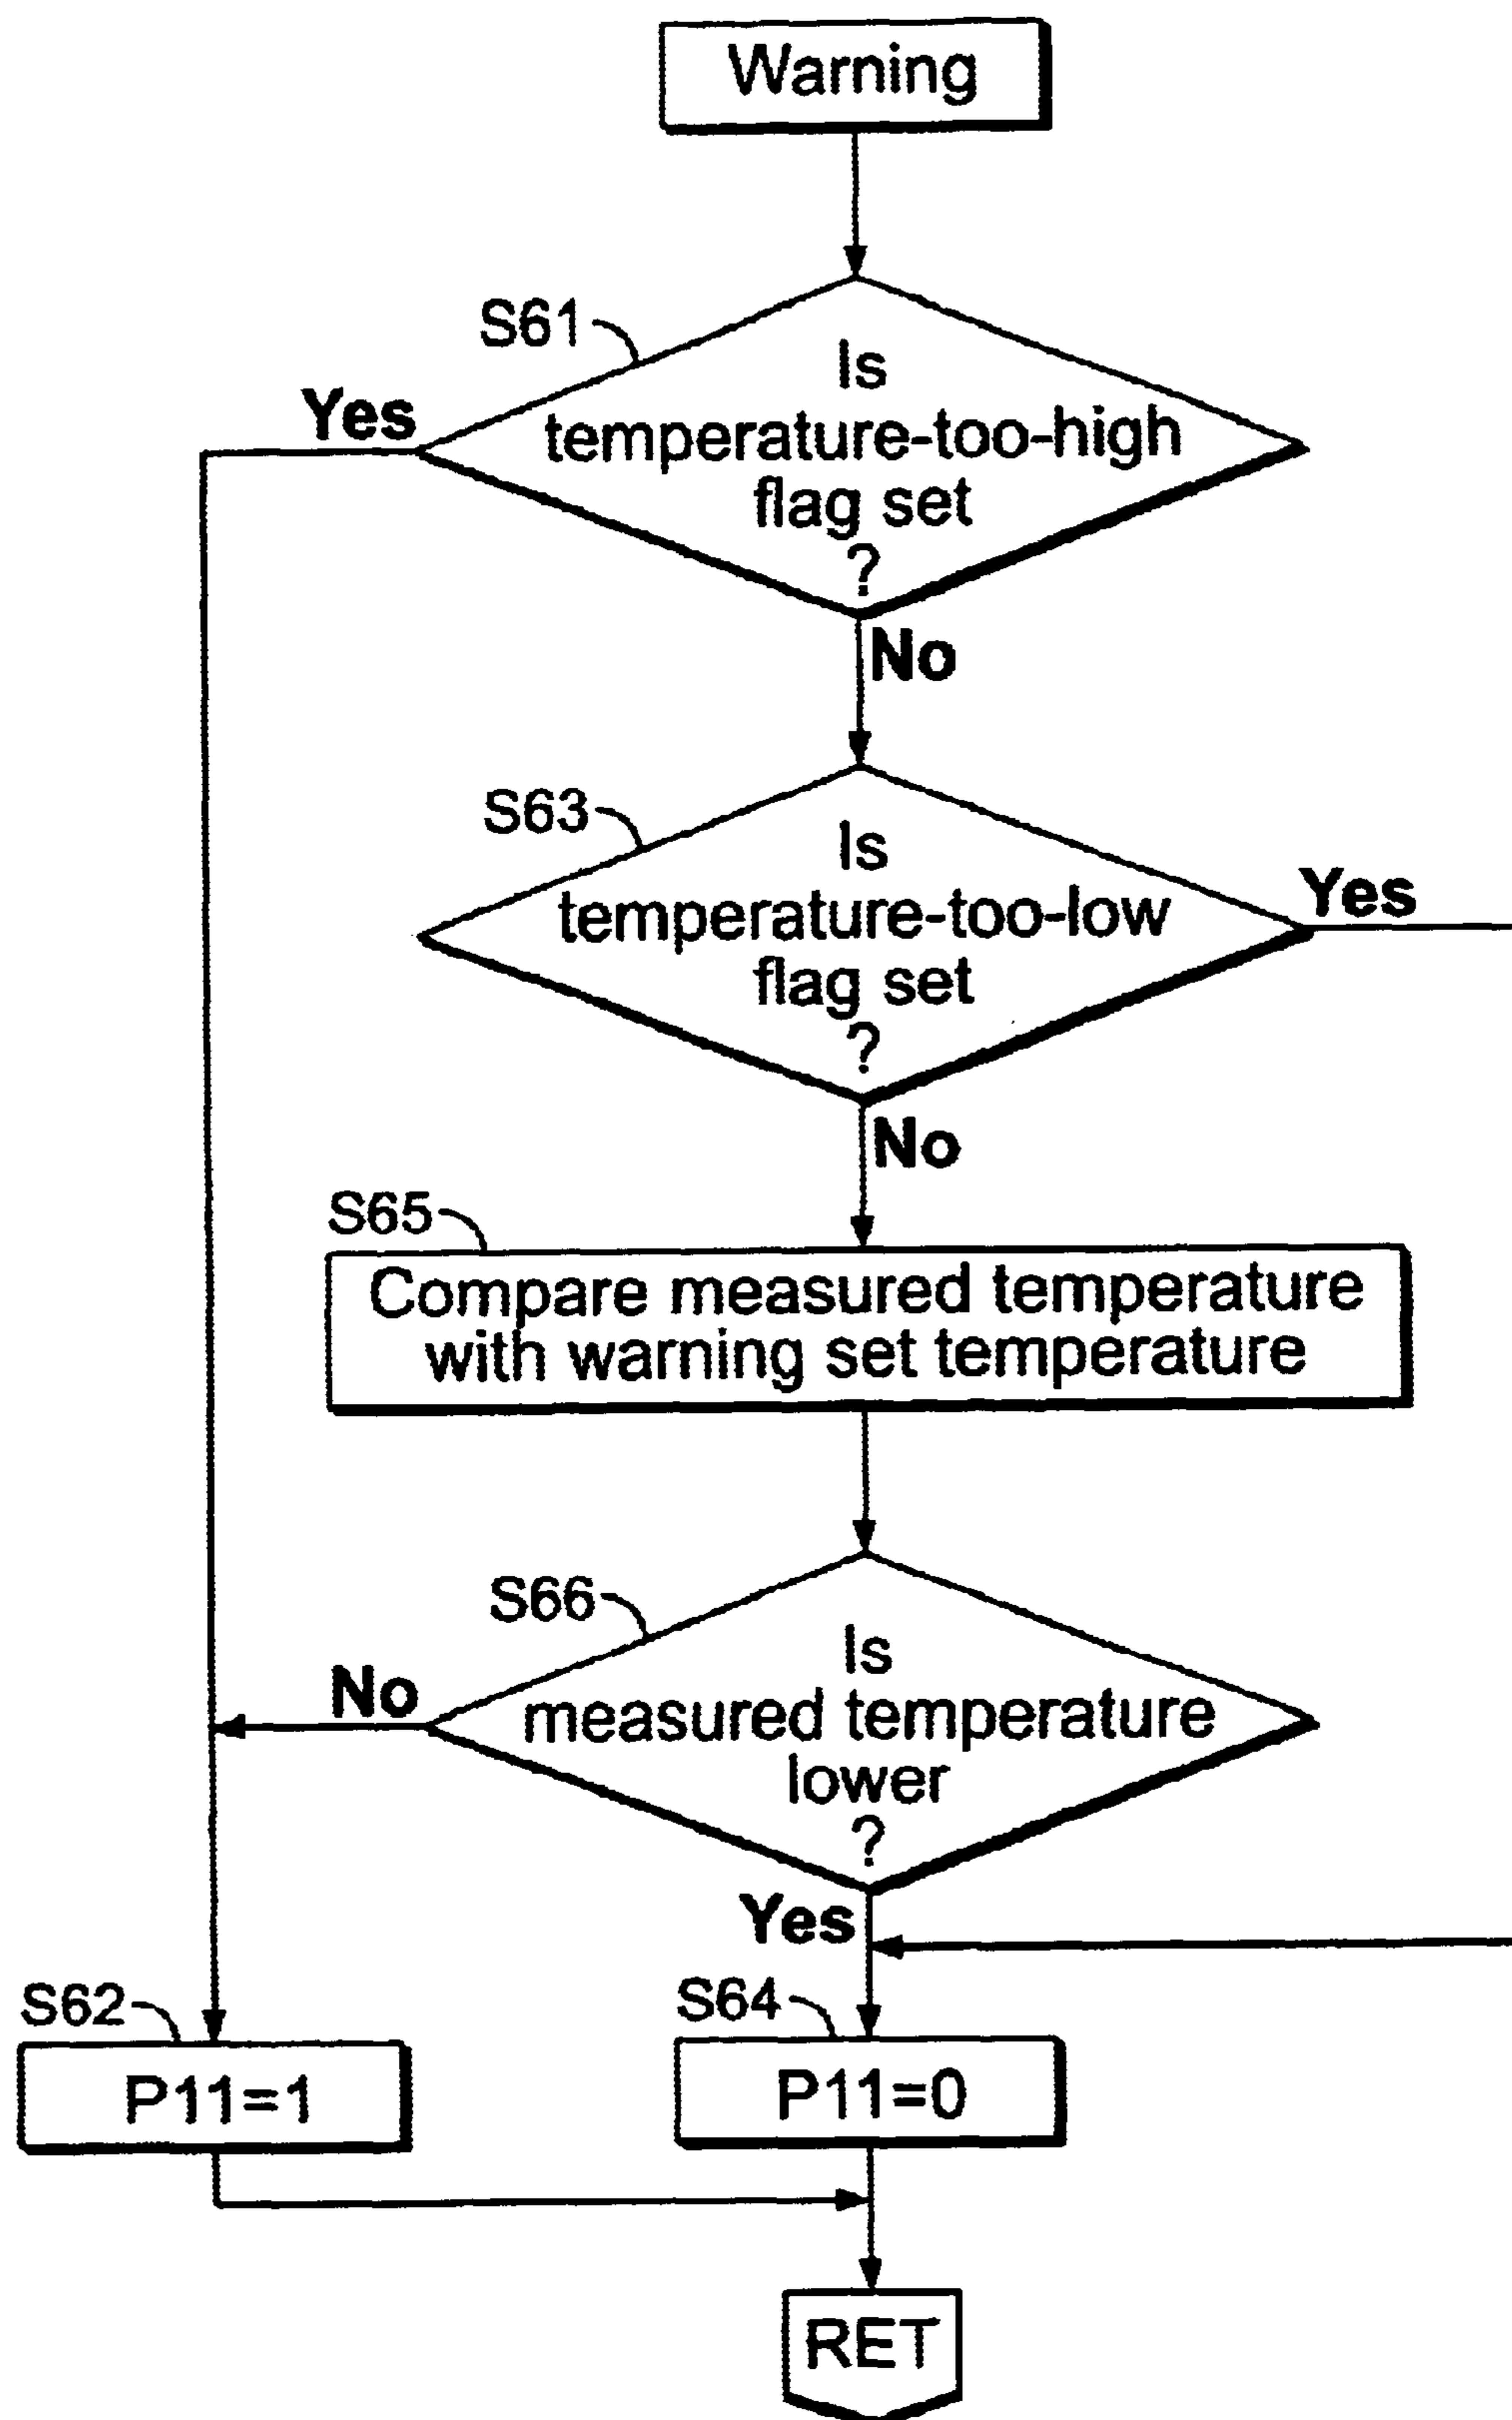 Warning
S61
Is
Yes
temperature-too-high
flag set
?
No
S63
Is
Yes
temperature-too-low
flag set
?
No
S65
Compare measured temperature
with warning set temperature
S66
Is
No
measured temperature
lower
?
Yes
S62
S64
P11=1
P11=0
RET